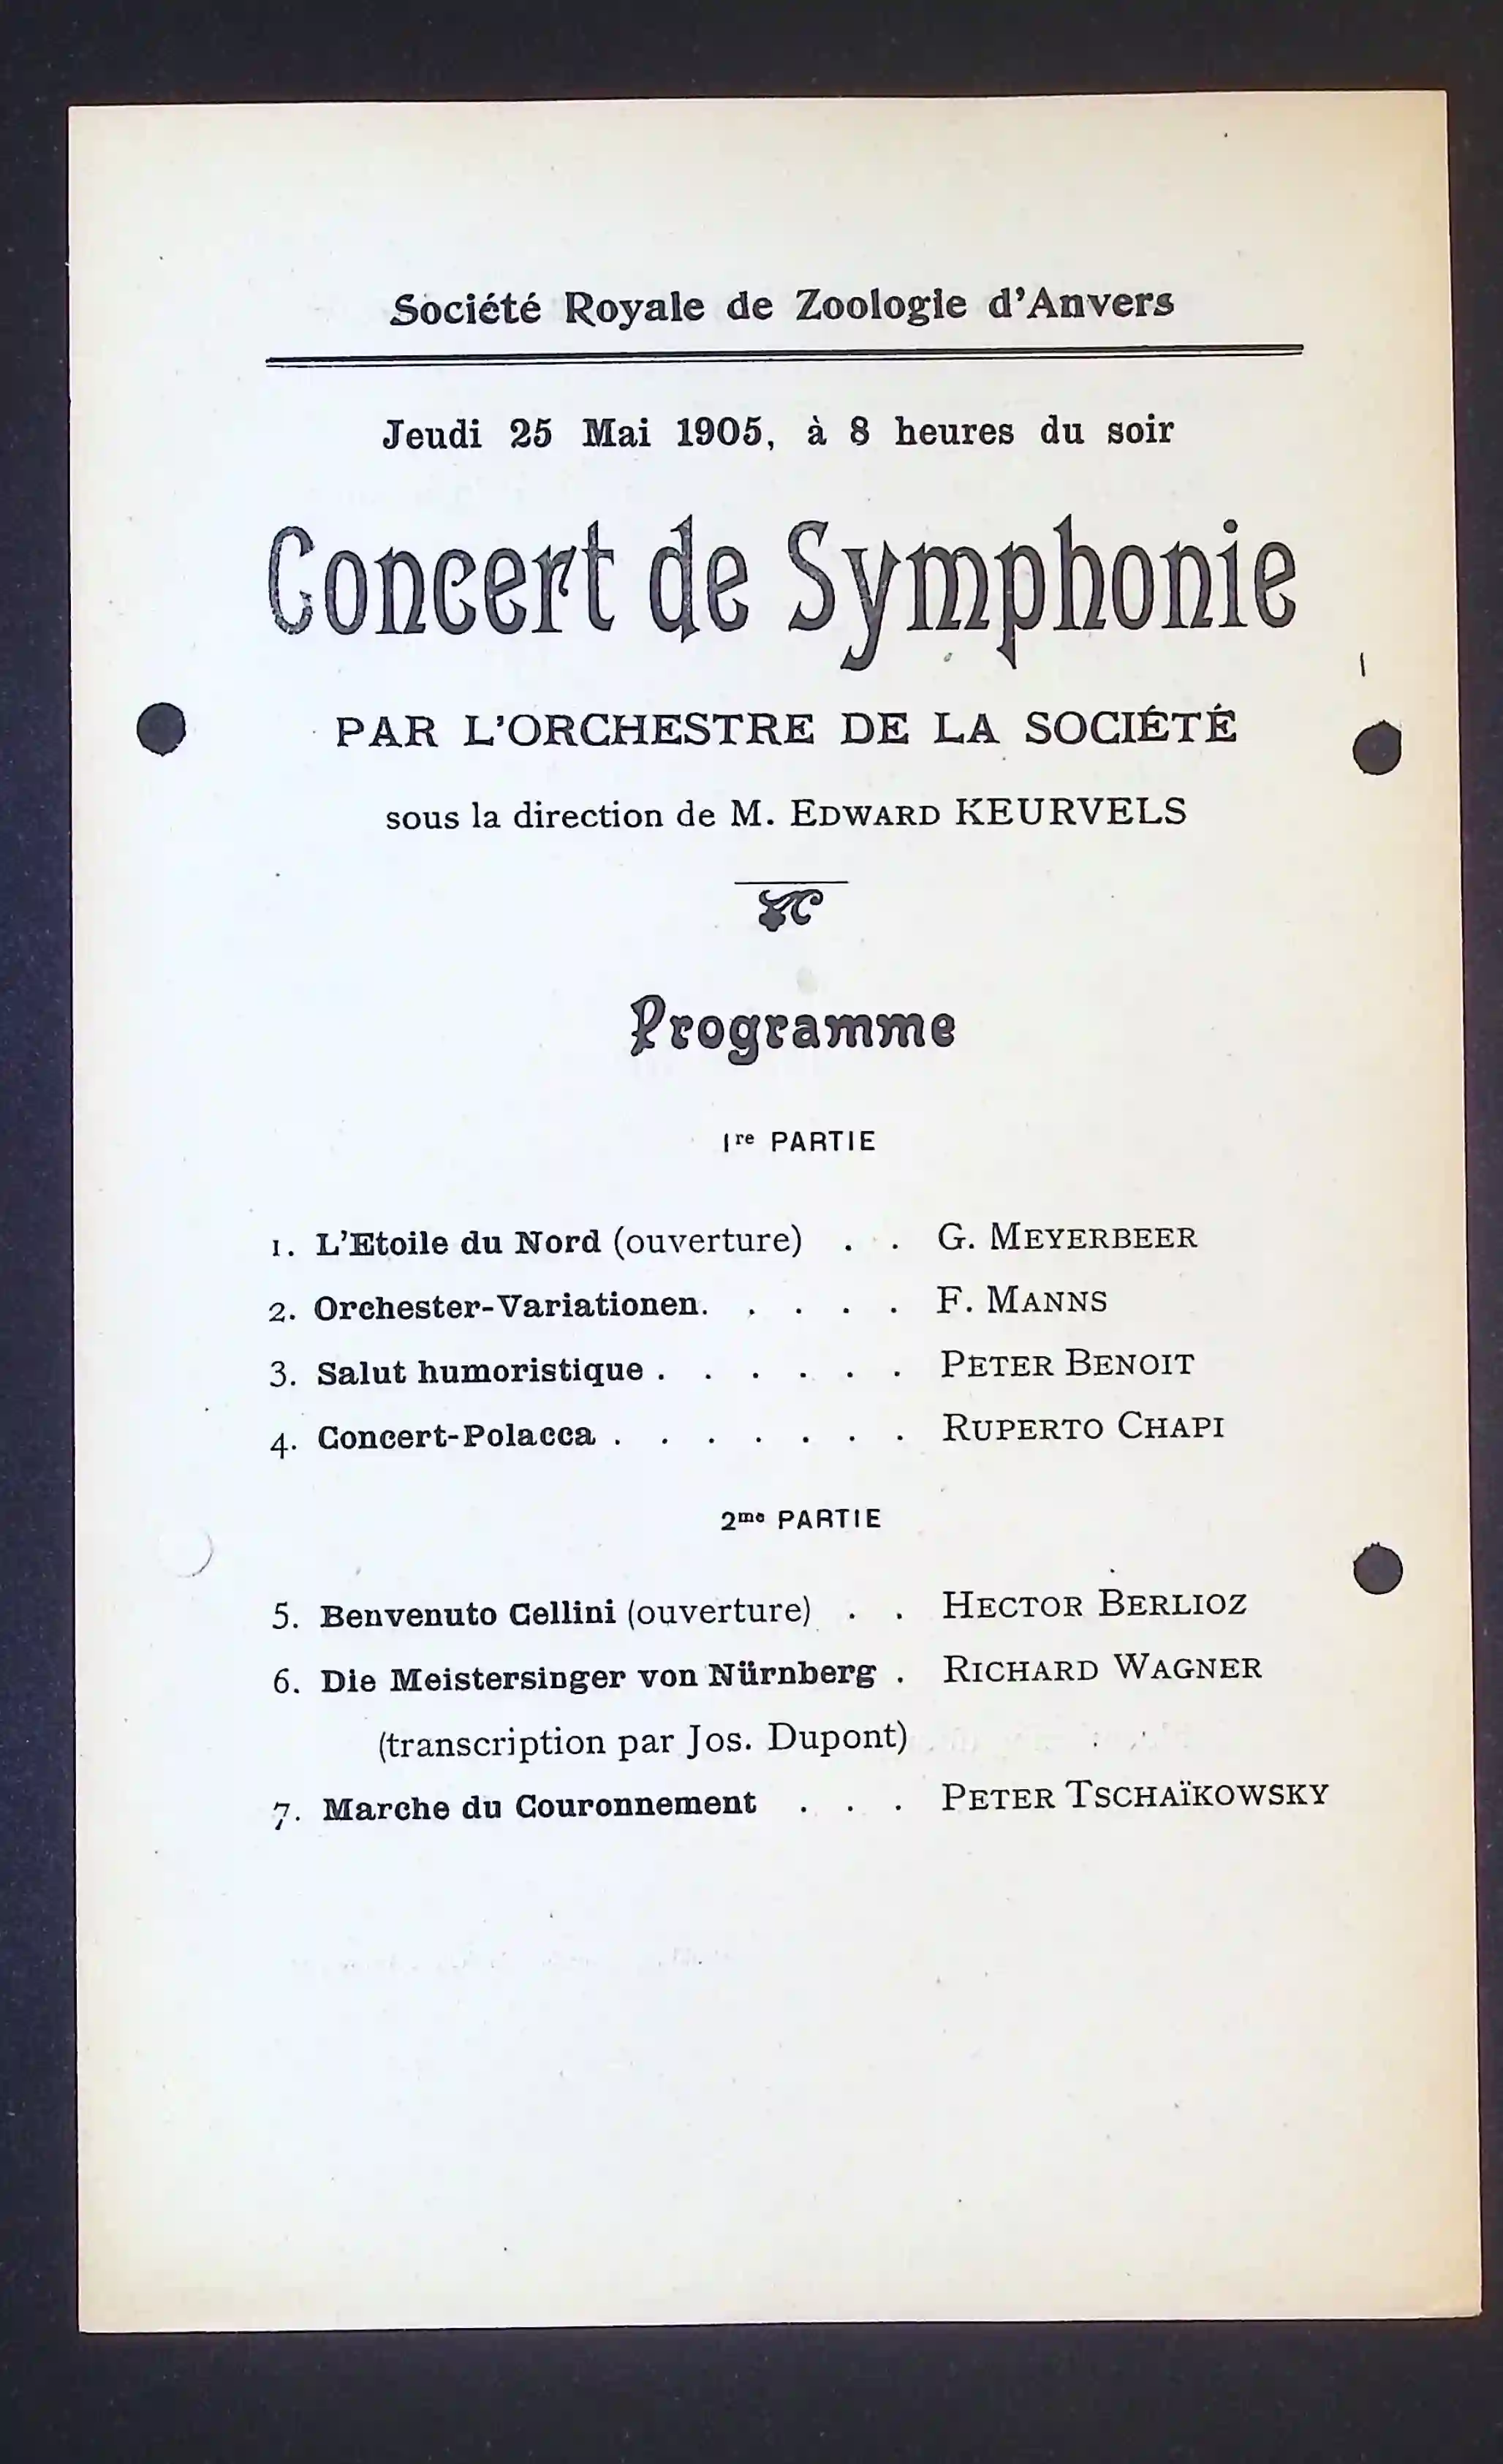 Société Royale de Zoologie d'Anvers
Jeudi 25 Mai 1905, à 8 heures du soir
Concert de Symphonie
PAR L'ORCHESTRE DE LA SOCIÉTÉ
sous la direction de M. EDWARD KEURVELS
Programme
1re PARTIE
1. L'Etoile du Nord (ouverture) . . G. MEYERBEER
2. Orchester-Variationen. . . . . F. MANNS
3. Salut humoristique . . . . . . PETER BENOIT
4. Concert-Polacca . . . . . . . RUPERTO CHAPI
2me PARTIE
5. Benvenuto Cellini (ouverture) . . HECTOR BERLIOZ
6. Die Meistersinger von Nürnberg . RICHARD WAGNER
(transcription par Jos. Dupont)
7. Marche du Couronnement . . . PETER TSCHAÏKOWSKY